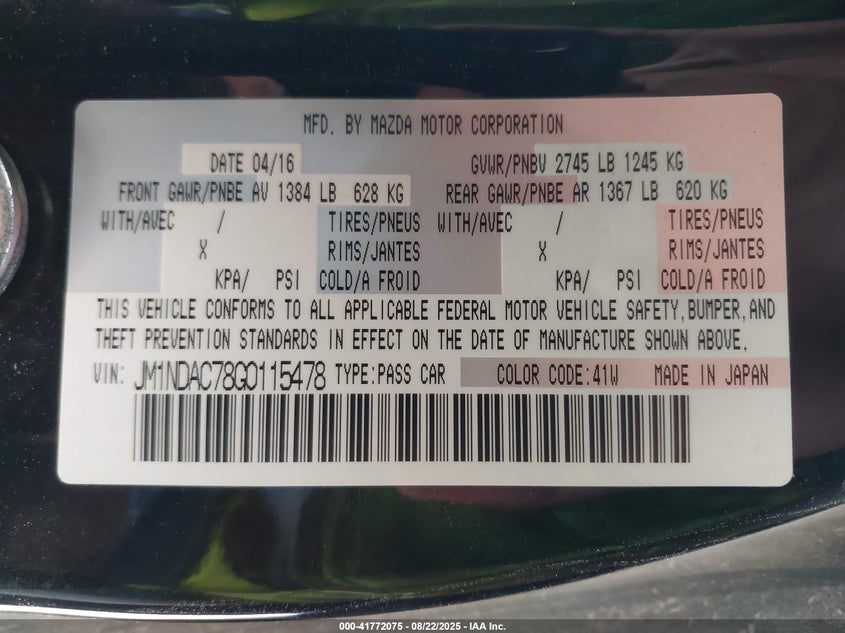 MFD. BY MAZDA MOTOR CORPORATION
DATE 04/16 GVWR/PNBV 2745 LB 1245 KG
FRONT GAWR/PNBE AV 1384 LB 628 KG REAR GAWR/PNBE AR 1367 LB 620 KG
WITH/AVEC / TIRES/PNEUS WITH/AVEC / TIRES/PNEUS
X RIMS/JANTES X RIMS/JANTES
KPA/ PSI COLD/A FROID KPA/ PSI COLD/A FROID
THIS VEHICLE CONFORMS TO ALL APPLICABLE FEDERAL MOTOR VEHICLE SAFETY,BUMPER,AND
THEFT PREVENTION STANDARDS IN EFFECT ON THE DATE OF MANUFACTURE SHOWN ABOVE.
VIN: JM1NDAC78G0115478 TYPE:PASS CAR COLOR CODE:41W MADE IN JAPAN
000-41772075 - 08/22/2025 - IAA Inc.